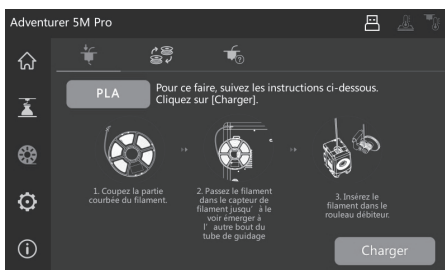 Adventurer 5M Pro
PLA
Pour ce faire, suivez les instructions ci-dessous.
Cliquez sur [Charger].
1. Coupez la partie
courbée du filament.
2. Passez le filament
dans le capteur de
filament jusqu' à le
voir émerger à
l' autre bout du
tube de guidage
3. Insérez le
filament dans le
rouleau débiteur.
Charger